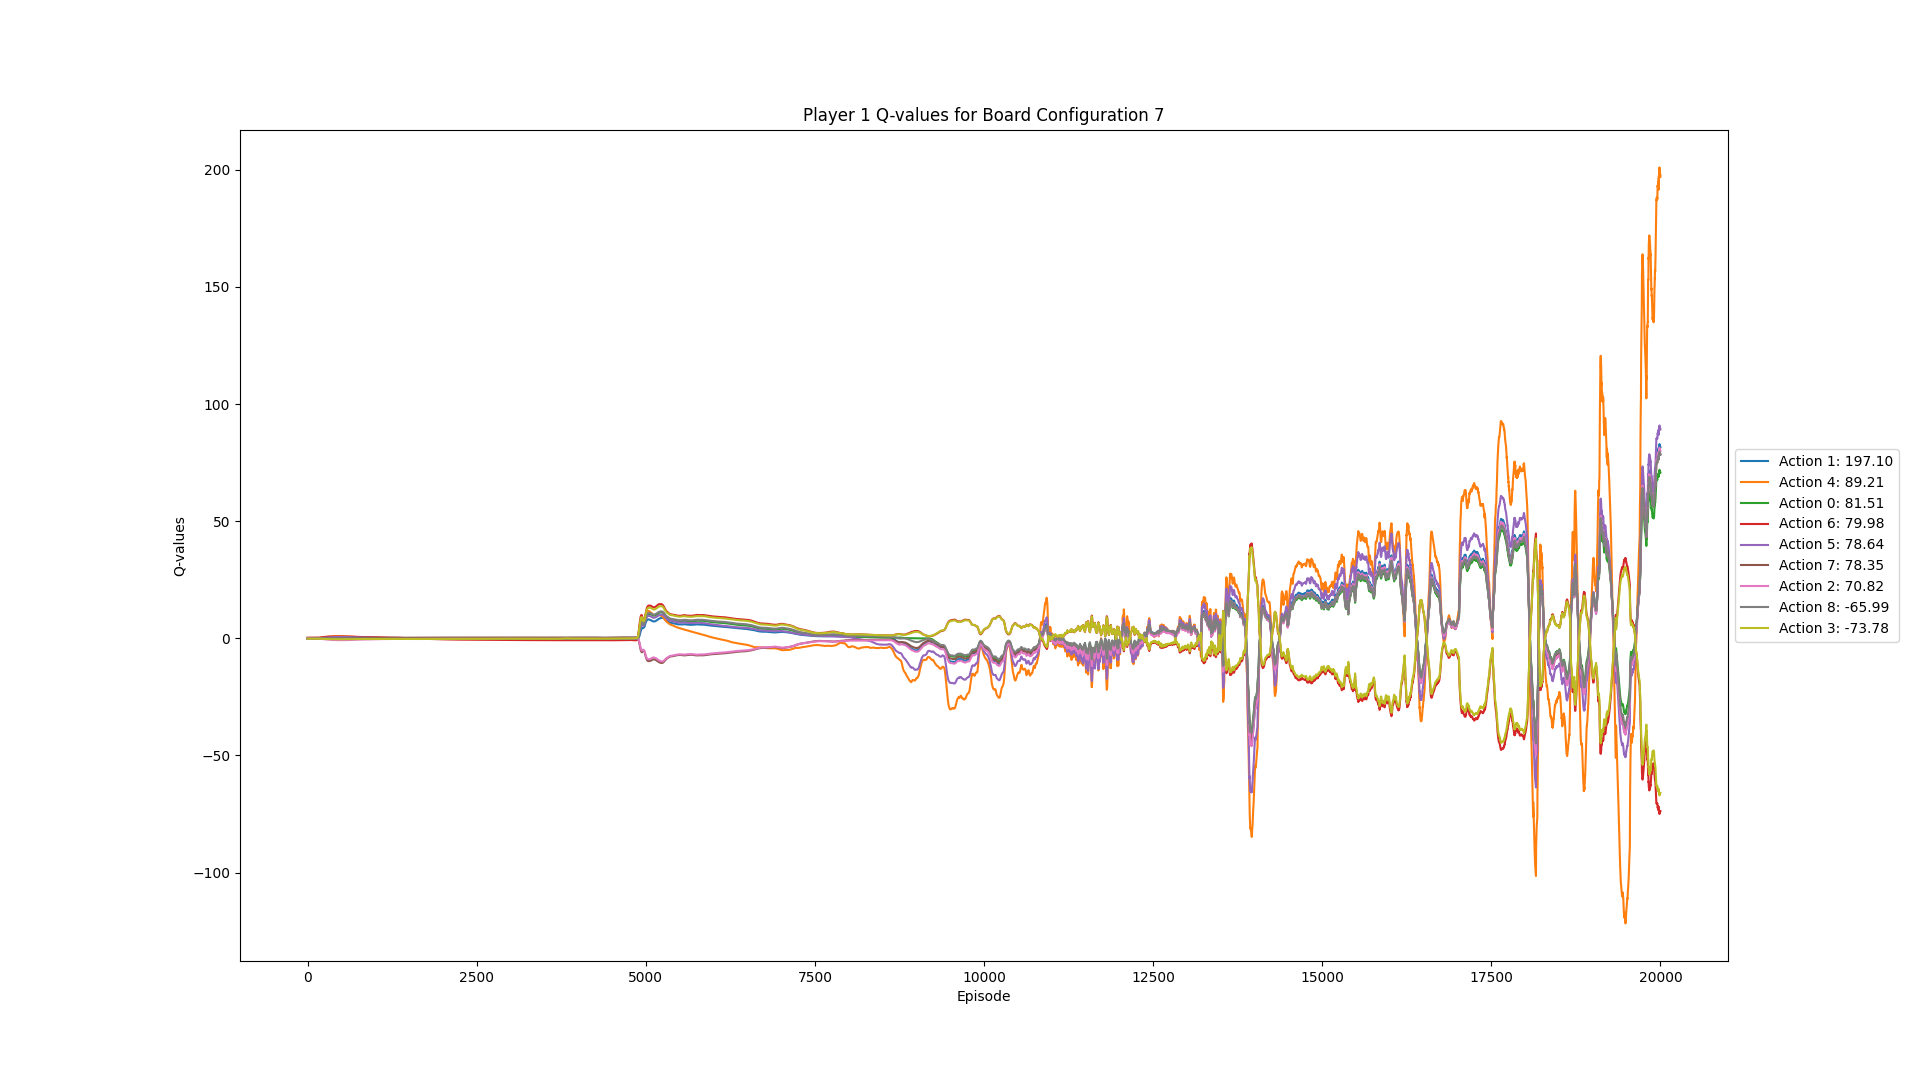 Player 1 Q-values for Board Configuration 7
200
150
100
50
0
−50
−100
Q-values
0
2500
5000
7500
10000
12500
15000
17500
20000
Episode
Action 1: 197.10
Action 4: 89.21
Action 0: 81.51
Action 6: 79.98
Action 5: 78.64
Action 7: 78.35
Action 2: 70.82
Action 8: -65.99
Action 3: -73.78